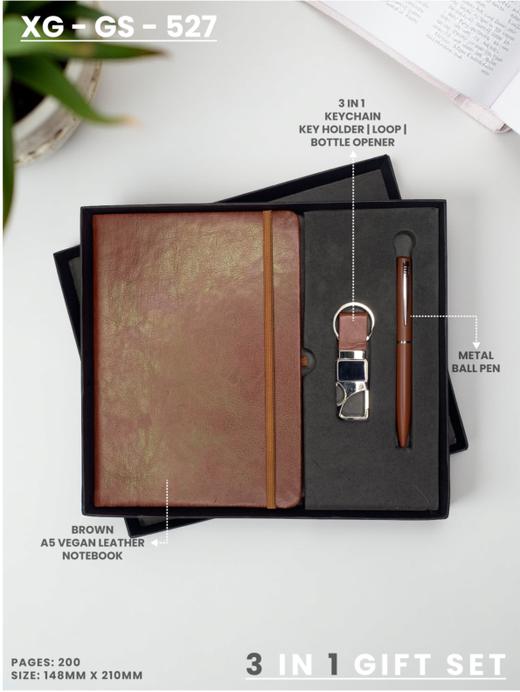 XG - GS - 527
3 IN 1
KEYCHAIN
KEY HOLDER | LOOP |
BOTTLE OPENER
METAL
BALL PEN
BROWN
A5 VEGAN LEATHER
NOTEBOOK
PAGES: 200
SIZE: 148MM X 210MM
3 IN 1 GIFT SET